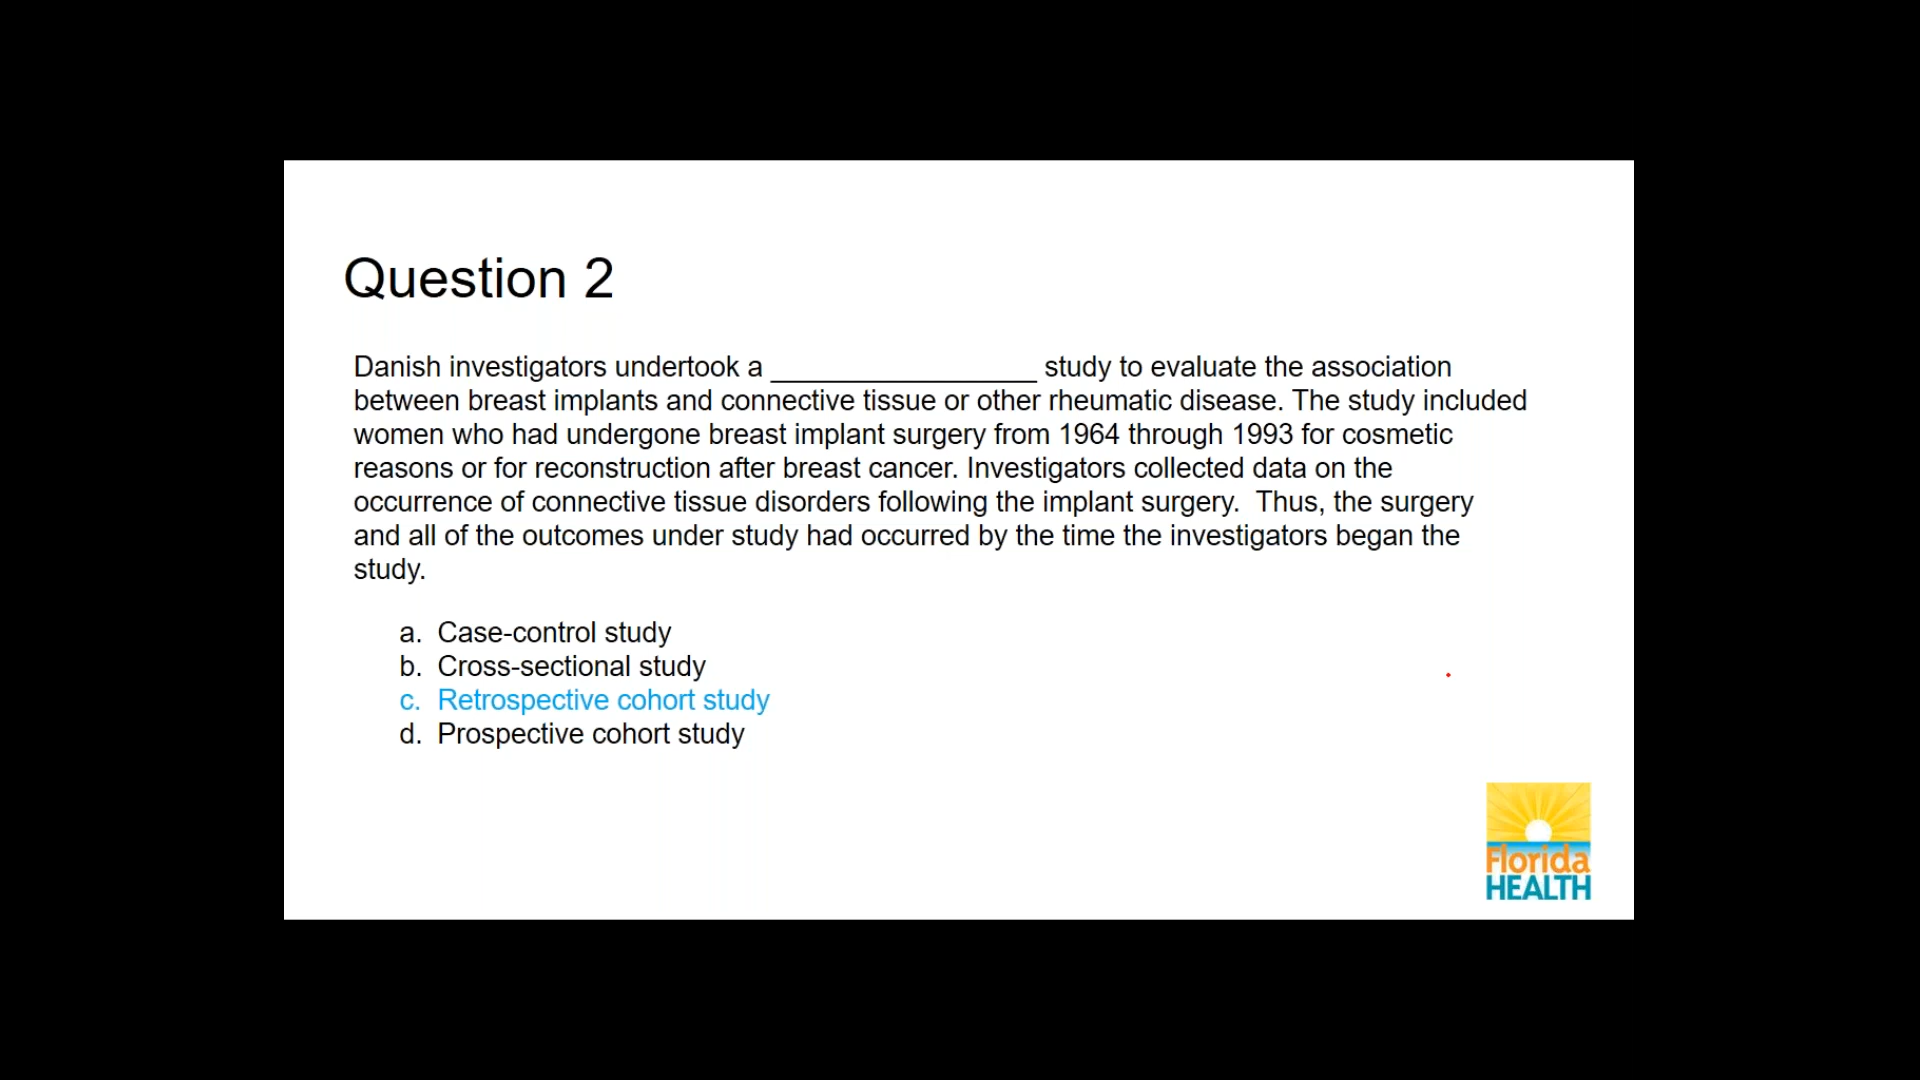 Question 2
Danish investigators undertook a _________________ study to evaluate the association
between breast implants and connective tissue or other rheumatic disease. The study included
women who had undergone breast implant surgery from 1964 through 1993 for cosmetic
reasons or for reconstruction after breast cancer. Investigators collected data on the
occurrence of connective tissue disorders following the implant surgery.  Thus, the surgery
and all of the outcomes under study had occurred by the time the investigators began the
study.
a. Case-control study
b. Cross-sectional study
c. Retrospective cohort study
d. Prospective cohort study
Florida
HEALTH